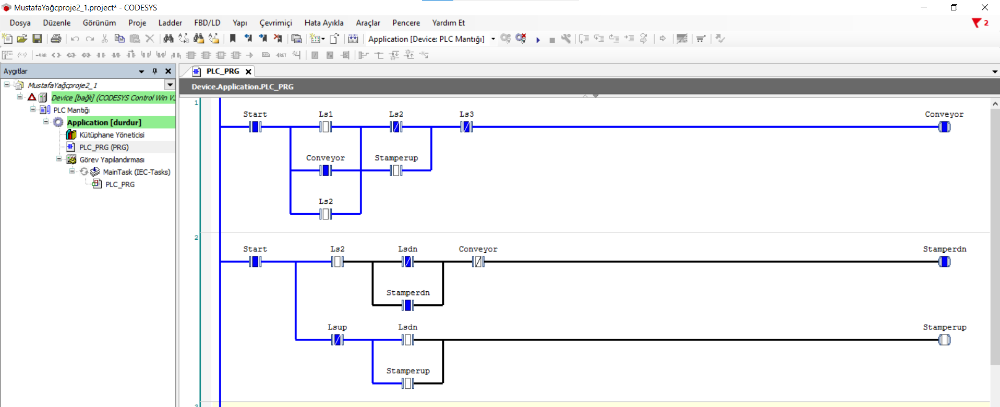 MustafaYağcproje2_1.project* - CODESYS
Dosya Düzenle Görünüm Proje Ladder FBD/LD Yapı Çevrimiçi Hata Ayıkla Araçlar Pencere Yardım Et
2
Application [Device: PLC Mantığı]
Aygıtlar
MustafaYağcproje2_1
Device [bağlı] (CODESYS Control Win V3
PLC Mantığı
Application [durdur]
Kütüphane Yöneticisi
PLC_PRG (PRG)
Görev Yapılandırması
MainTask (IEC-Tasks)
PLC_PRG
PLC_PRG
Device.Application.PLC_PRG
1
Start Ls1 Ls2 Ls3 Conveyor
Conveyor Stamperup
Ls2
2
Start Ls2 Lsdn Conveyor Stamperdn
Stamperdn
Lsup Lsdn Stamperup
Stamperup
3